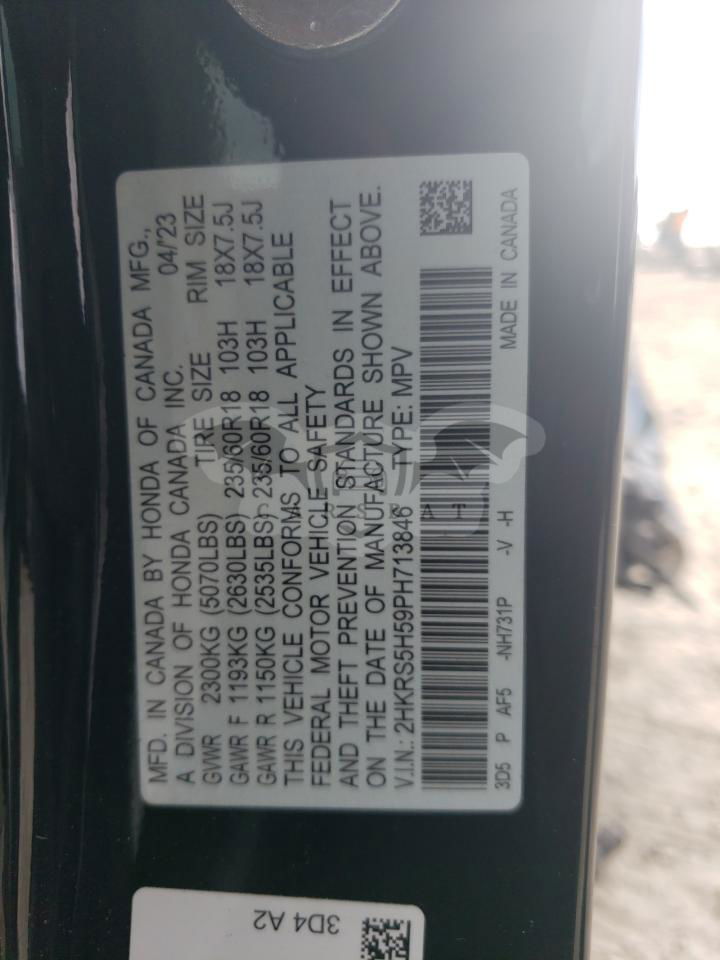 MFD. IN CANADA BY HONDA OF CANADA MFG.,
A DIVISION OF HONDA CANADA INC. 04/'23
GVWR 2300KG (5070LBS) TIRE SIZE RIM SIZE
GAWR F 1193KG (2630LBS) 235/60R18 103H 18X7.5J
GAWR R 1150KG (2535LBS) 235/60R18 103H 18X7.5J
THIS VEHICLE CONFORMS TO ALL APPLICABLE
FEDERAL MOTOR VEHICLE SAFETY
AND THEFT PREVENTION STANDARDS IN EFFECT
ON THE DATE OF MANUFACTURE SHOWN ABOVE.
V.I.N.: 2HKRS5H59PH713846 TYPE: MPV
3D5 P AF5 -NH731P -V -H MADE IN CANADA
3D4 A2